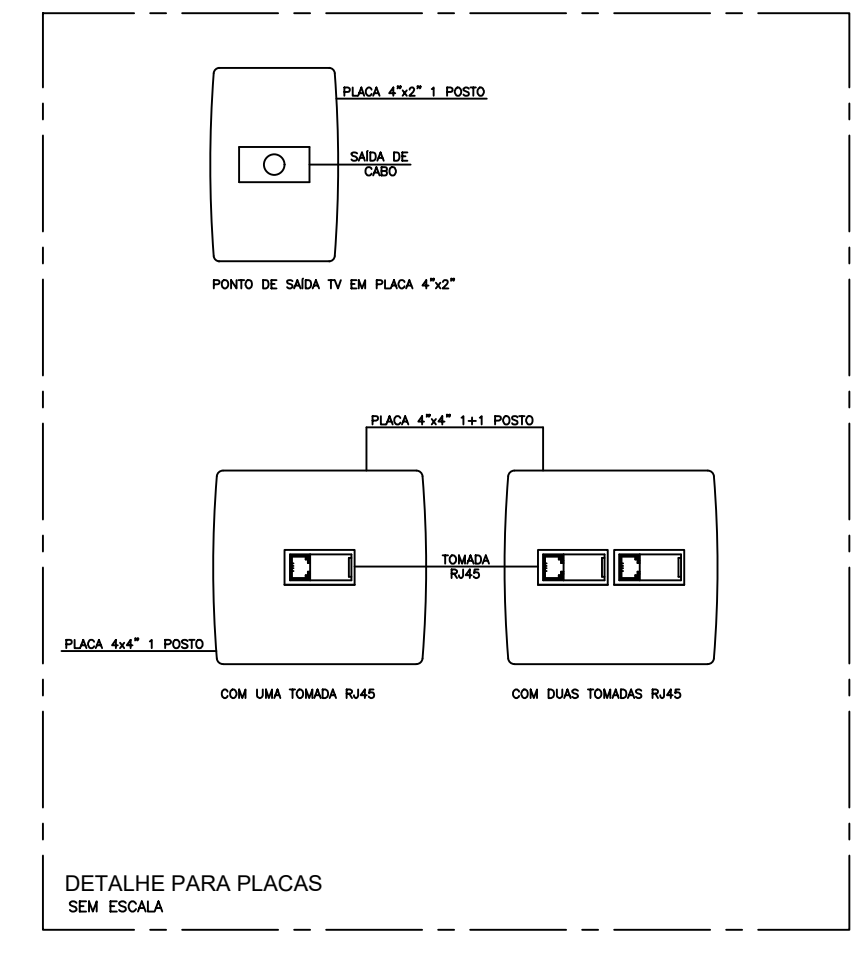 PLACA 4"x2" 1 POSTO
SAÍDA DE
CABO
PONTO DE SAÍDA TV EM PLACA 4"x2"
PLACA 4"x4" 1+1 POSTO
TOMADA
RJ45
PLACA 4x4" 1 POSTO
COM UMA TOMADA RJ45
COM DUAS TOMADAS RJ45
DETALHE PARA PLACAS
SEM ESCALA